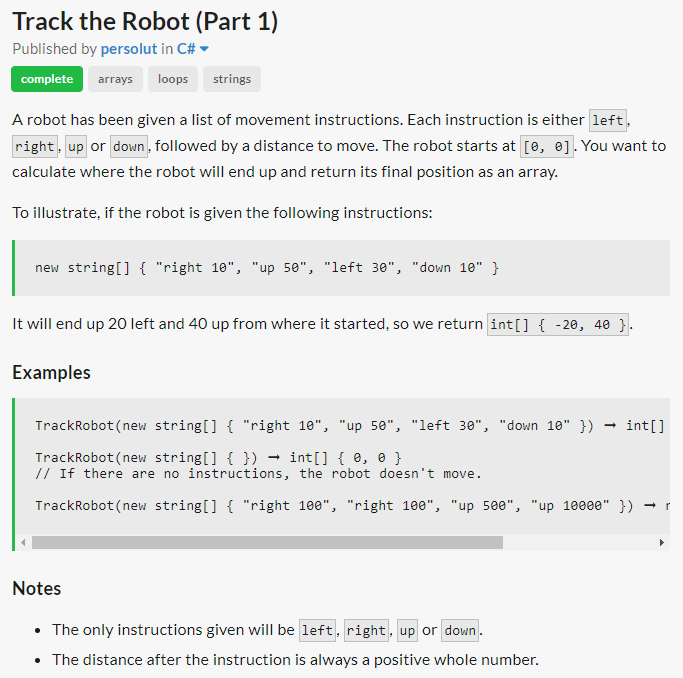 Track the Robot (Part 1)
Published by persolut in C#
complete arrays loops strings
A robot has been given a list of movement instructions. Each instruction is either left,
right, up or down, followed by a distance to move. The robot starts at [0, 0]. You want to
calculate where the robot will end up and return its final position as an array.
To illustrate, if the robot is given the following instructions:
new string[] { "right 10", "up 50", "left 30", "down 10" }
It will end up 20 left and 40 up from where it started, so we return int[] { -20, 40 }.
Examples
TrackRobot(new string[] { "right 10", "up 50", "left 30", "down 10" }) → int[]
TrackRobot(new string[] { }) → int[] { 0, 0 }
// If there are no instructions, the robot doesn't move.
TrackRobot(new string[] { "right 100", "right 100", "up 500", "up 10000" }) →
Notes
• The only instructions given will be left, right, up or down.
• The distance after the instruction is always a positive whole number.